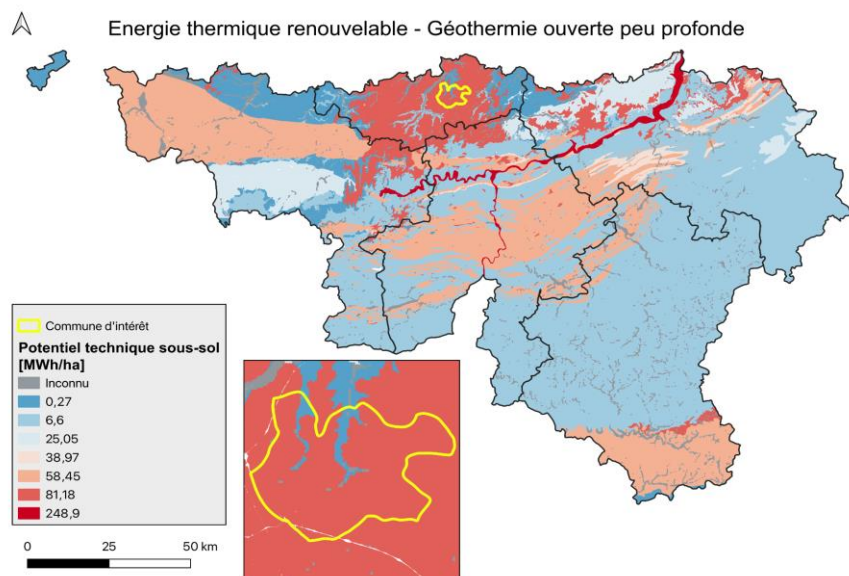 Energie thermique renouvelable - Géothermie ouverte peu profonde
Commune d'intérêt
Potentiel technique sous-sol
[MWh/ha]
Inconnu
0,27
6,6
25,05
38,97
58,45
81,18
248,9
0 25 50 km